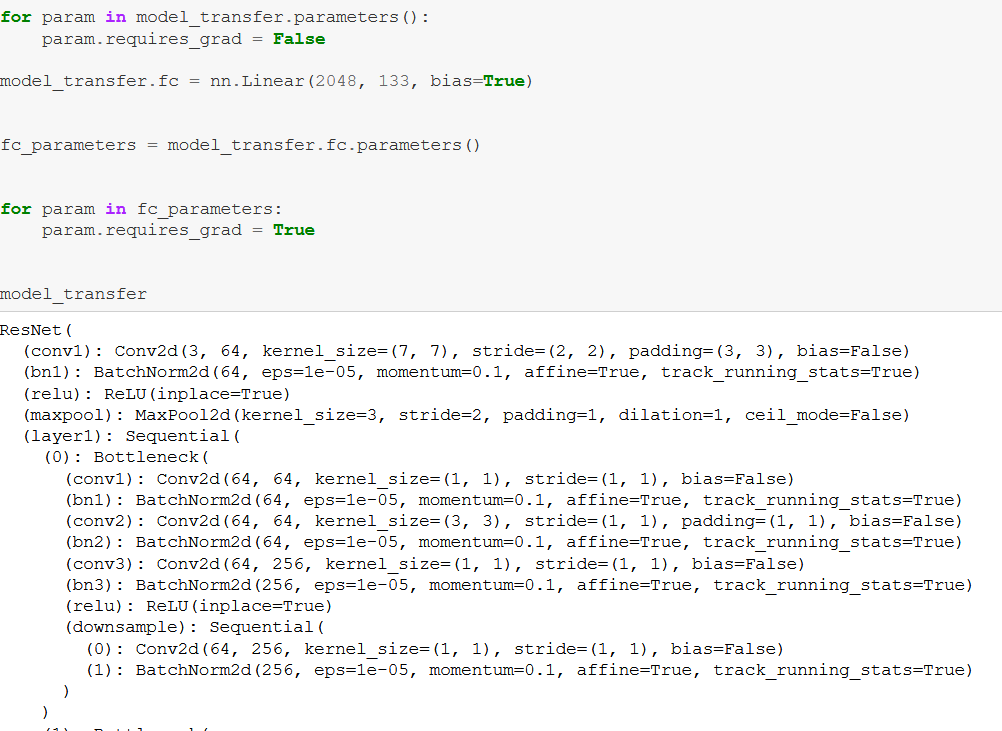 for param in model_transfer.parameters():
    param.requires_grad = False
model_transfer.fc = nn.Linear(2048, 133, bias=True)
fc_parameters = model_transfer.fc.parameters()
for param in fc_parameters:
    param.requires_grad = True
model_transfer
ResNet(
  (conv1): Conv2d(3, 64, kernel_size=(7, 7), stride=(2, 2), padding=(3, 3), bias=False)
  (bn1): BatchNorm2d(64, eps=1e-05, momentum=0.1, affine=True, track_running_stats=True)
  (relu): ReLU(inplace=True)
  (maxpool): MaxPool2d(kernel_size=3, stride=2, padding=1, dilation=1, ceil_mode=False)
  (layer1): Sequential(
    (0): Bottleneck(
      (conv1): Conv2d(64, 64, kernel_size=(1, 1), stride=(1, 1), bias=False)
      (bn1): BatchNorm2d(64, eps=1e-05, momentum=0.1, affine=True, track_running_stats=True)
      (conv2): Conv2d(64, 64, kernel_size=(3, 3), stride=(1, 1), padding=(1, 1), bias=False)
      (bn2): BatchNorm2d(64, eps=1e-05, momentum=0.1, affine=True, track_running_stats=True)
      (conv3): Conv2d(64, 256, kernel_size=(1, 1), stride=(1, 1), bias=False)
      (bn3): BatchNorm2d(256, eps=1e-05, momentum=0.1, affine=True, track_running_stats=True)
      (relu): ReLU(inplace=True)
      (downsample): Sequential(
        (0): Conv2d(64, 256, kernel_size=(1, 1), stride=(1, 1), bias=False)
        (1): BatchNorm2d(256, eps=1e-05, momentum=0.1, affine=True, track_running_stats=True)
      )
    )